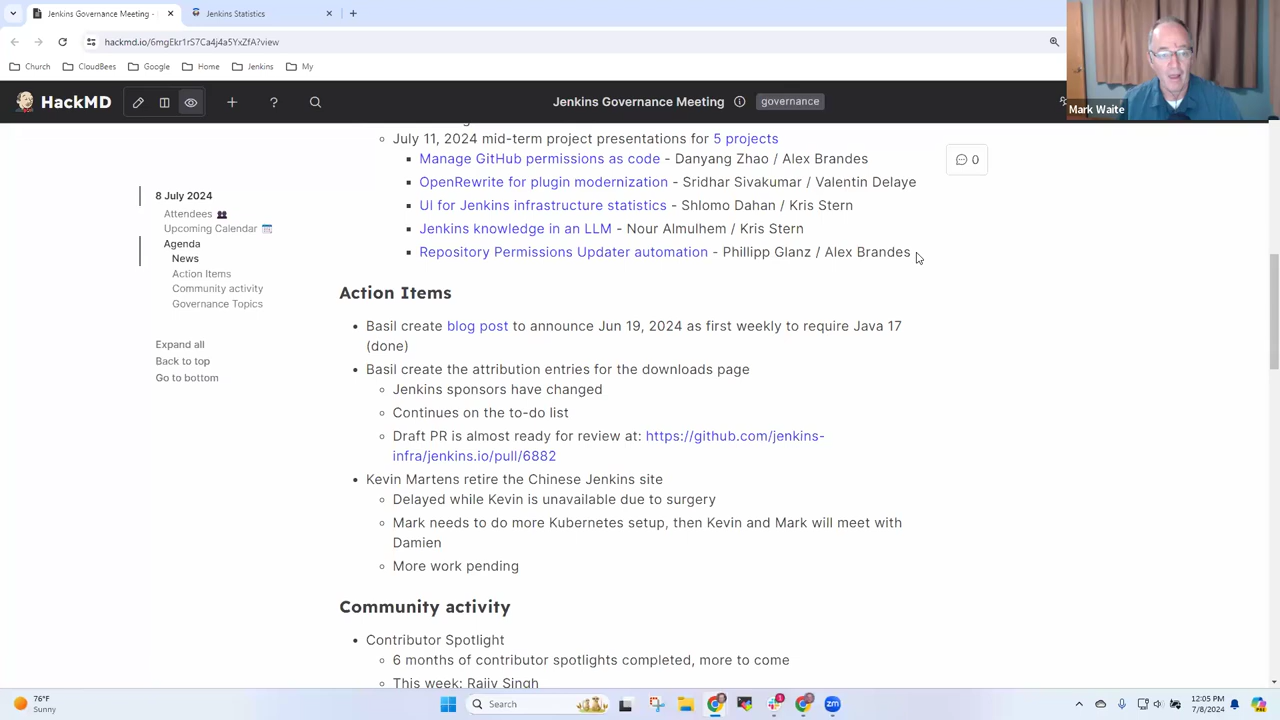 Jenkins Governance Meeting -
Jenkins Statistics
hackmd.io/6mgEkr1rS7Ca4j4a5YxZfA?view
Church
CloudBees
Google
Home
Jenkins
My
HackMD
Jenkins Governance Meeting
governance
Mark Waite
0
8 July 2024
Attendees
Upcoming Calendar
Agenda
News
Action Items
Community activity
Governance Topics
Expand all
Back to top
Go to bottom
July 11, 2024 mid-term project presentations for 5 projects
Manage GitHub permissions as code - Danyang Zhao / Alex Brandes
OpenRewrite for plugin modernization - Sridhar Sivakumar / Valentin Delaye
UI for Jenkins infrastructure statistics - Shlomo Dahan / Kris Stern
Jenkins knowledge in an LLM - Nour Almulhem / Kris Stern
Repository Permissions Updater automation - Phillipp Glanz / Alex Brandes
Action Items
Basil create blog post to announce Jun 19, 2024 as first weekly to require Java 17
(done)
Basil create the attribution entries for the downloads page
Jenkins sponsors have changed
Continues on the to-do list
Draft PR is almost ready for review at: https://github.com/jenkins-
infra/jenkins.io/pull/6882
Kevin Martens retire the Chinese Jenkins site
Delayed while Kevin is unavailable due to surgery
Mark needs to do more Kubernetes setup, then Kevin and Mark will meet with
Damien
More work pending
Community activity
Contributor Spotlight
6 months of contributor spotlights completed, more to come
This week: Rajiv Singh
76°F
Sunny
Search
12:05 PM
7/8/2024